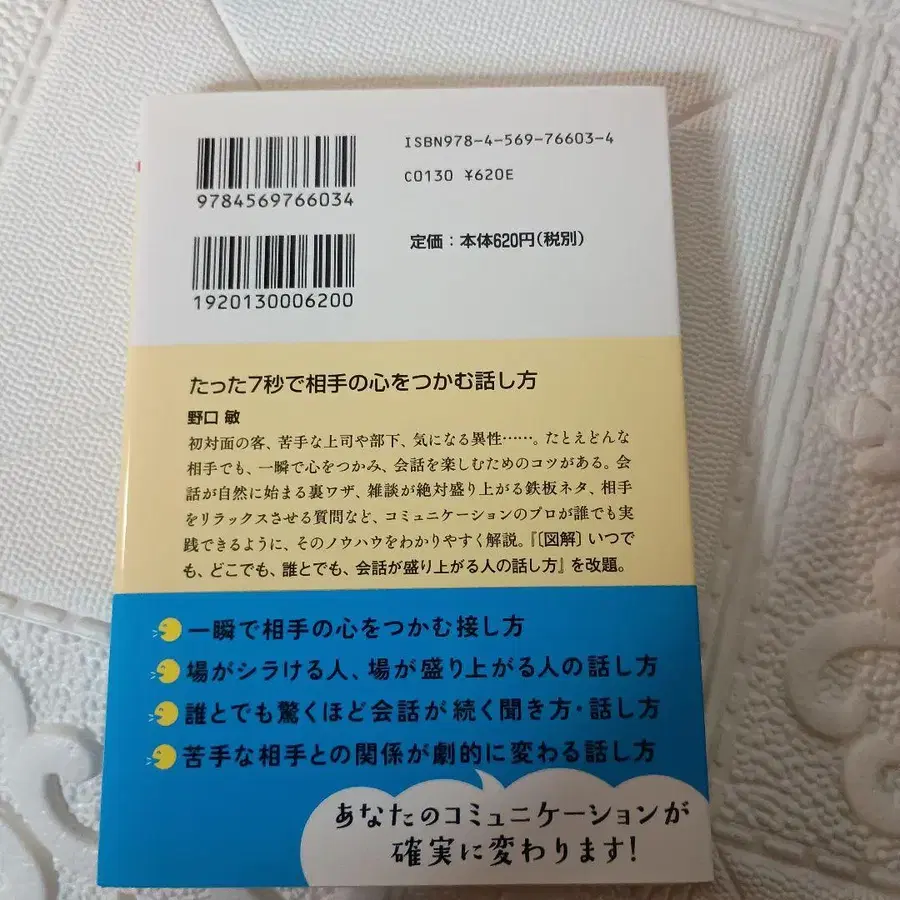 ISBN978-4-569-76603-4
C0130 ¥620E
9784569766034
定価：本体620円(税別)
1920130006200
たった7秒で相手の心をつかむ話し方
野口 敏
初対面の客、苦手な上司や部下、気になる異性……。たとえどんな
相手でも、一瞬で心をつかみ、会話を楽しむためのコツがある。会
話が自然に始まる裏ワザ、雑談が絶対盛り上がる鉄板ネタ、相手
をリラックスさせる質問など、コミュニケーションのプロが誰でも実
践できるように、そのノウハウをわかりやすく解説。『〔図解〕いつで
も、どこでも、誰とでも、会話が盛り上がる人の話し方』を改題。
一瞬で相手の心をつかむ接し方
場がシラける人、場が盛り上がる人の話し方
誰とでも驚くほど会話が続く聞き方・話し方
苦手な相手との関係が劇的に変わる話し方
あなたのコミュニケーションが
確実に変わります!